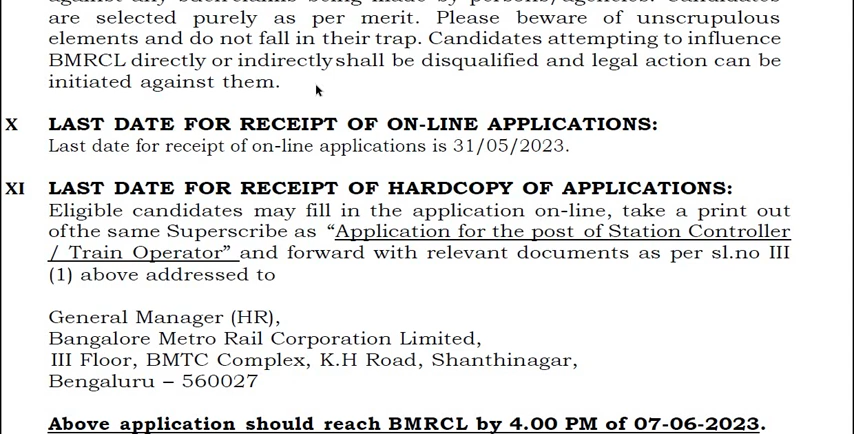 are selected purely as per merit. Please beware of unscrupulous
elements and do not fall in their trap. Candidates attempting to influence
BMRCL directly or indirectly shall be disqualified and legal action can be
initiated against them.
X LAST DATE FOR RECEIPT OF ON-LINE APPLICATIONS:
Last date for receipt of on-line applications is 31/05/2023.
XI LAST DATE FOR RECEIPT OF HARDCOPY OF APPLICATIONS:
Eligible candidates may fill in the application on-line, take a print out
ofthe same Superscribe as “Application for the post of Station Controller
/ Train Operator” and forward with relevant documents as per sl.no III
(1) above addressed to
General Manager (HR),
Bangalore Metro Rail Corporation Limited,
III Floor, BMTC Complex, K.H Road, Shanthinagar,
Bengaluru – 560027
Above application should reach BMRCL by 4.00 PM of 07-06-2023.